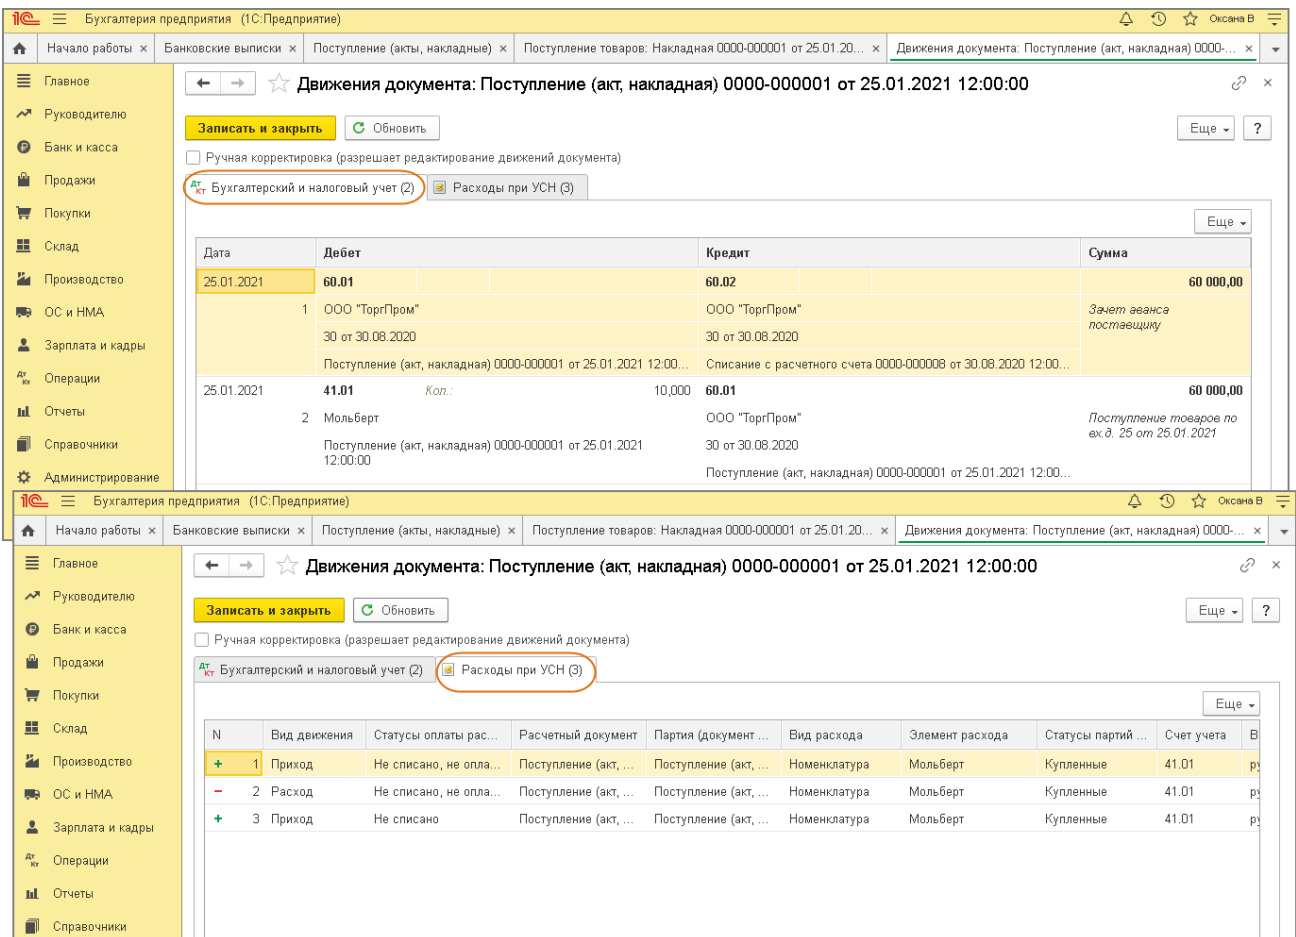 1С Бухгалтерия предприятия (1С:Предприятие) Оксана В
Начало работы × Банковские выписки × Поступление (акты, накладные) × Поступление товаров: Накладная 0000-000001 от 25.01.20... × Движения документа: Поступление (акт, накладная) 0000-... ×
Главное
Руководителю
Банк и касса
Продажи
Покупки
Склад
Производство
ОС и НМА
Зарплата и кадры
Операции
Отчеты
Справочники
Администрирование
Движения документа: Поступление (акт, накладная) 0000-000001 от 25.01.2021 12:00:00
Записать и закрыть Обновить Еще ?
Ручная корректировка (разрешает редактирование движений документа)
Дт Кт Бухгалтерский и налоговый учет (2) Расходы при УСН (3)
Еще
Дата Дебет Кредит Сумма
25.01.2021 60.01 60.02 60 000,00
1 ООО "ТоргПром" ООО "ТоргПром" Зачет аванса
поставщику
30 от 30.08.2020 30 от 30.08.2020
Поступление (акт, накладная) 0000-000001 от 25.01.2021 12:00... Списание с расчетного счета 0000-000008 от 30.08.2020 12:00...
25.01.2021 41.01 Кол.: 10,000 60.01 60 000,00
2 Мольберт ООО "ТоргПром" Поступление товаров по
вх.д. 25 от 25.01.2021
Поступление (акт, накладная) 0000-000001 от 25.01.2021 30 от 30.08.2020
12:00:00
Поступление (акт, накладная) 0000-000001 от 25.01.2021 12:00...
1С Бухгалтерия предприятия (1С:Предприятие) Оксана В
Начало работы × Банковские выписки × Поступление (акты, накладные) × Поступление товаров: Накладная 0000-000001 от 25.01.20... × Движения документа: Поступление (акт, накладная) 0000-... ×
Главное
Руководителю
Банк и касса
Продажи
Покупки
Склад
Производство
ОС и НМА
Зарплата и кадры
Операции
Отчеты
Справочники
Движения документа: Поступление (акт, накладная) 0000-000001 от 25.01.2021 12:00:00
Записать и закрыть Обновить Еще ?
Ручная корректировка (разрешает редактирование движений документа)
Дт Кт Бухгалтерский и налоговый учет (2) Расходы при УСН (3)
Еще
N Вид движения Статусы оплаты рас... Расчетный документ Партия (документ ... Вид расхода Элемент расхода Статусы партий ... Счет учета В
+ 1 Приход Не списано, не опла... Поступление (акт, ... Поступление (акт, ... Номенклатура Мольберт Купленные 41.01 ру
− 2 Расход Не списано, не опла... Поступление (акт, ... Поступление (акт, ... Номенклатура Мольберт Купленные 41.01 ру
+ 3 Приход Не списано Поступление (акт, ... Поступление (акт, ... Номенклатура Мольберт Купленные 41.01 ру